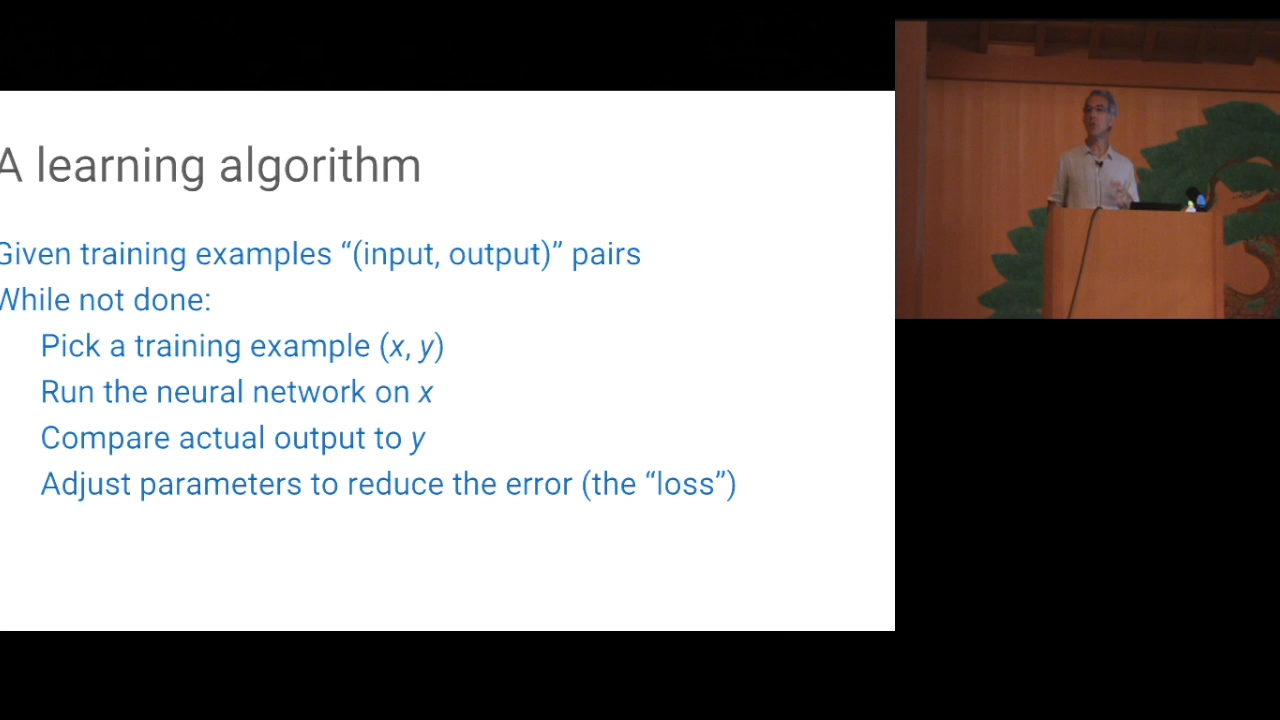 A learning algorithm
Given training examples “(input, output)” pairs
While not done:
Pick a training example (x, y)
Run the neural network on x
Compare actual output to y
Adjust parameters to reduce the error (the “loss”)